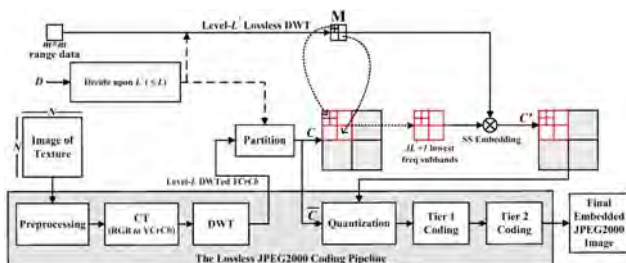 Level-L' Lossless DWT
M
m×m
range data
D
Decide upon L' (≤ L)
N
N
Image of
Texture
Partition
C
3L'+1 lowest
freq subbands
SS Embedding
C'
Level-L DWTed YCrCb
C̅
Preprocessing
CT
(RGB to YCrCb)
DWT
Quantization
Tier 1
Coding
Tier 2
Coding
Final
Embedded
JPEG2000
Image
The Lossless JPEG2000 Coding Pipeline